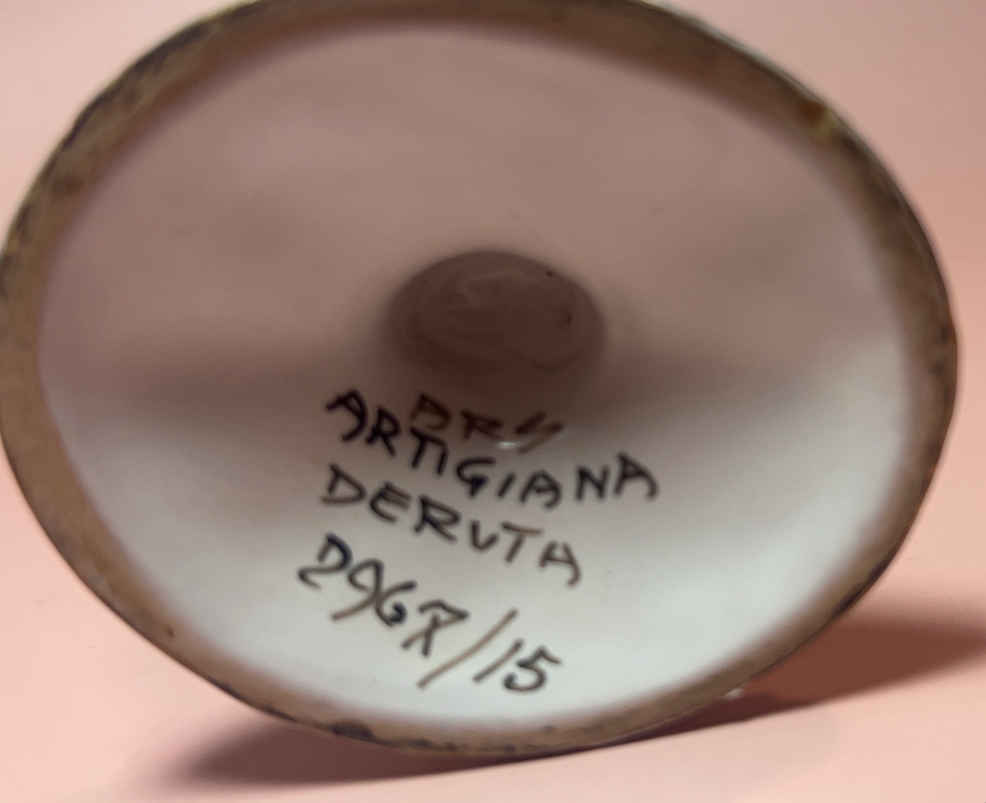 ARS
ARTIGIANA
DERUTA
296R/15